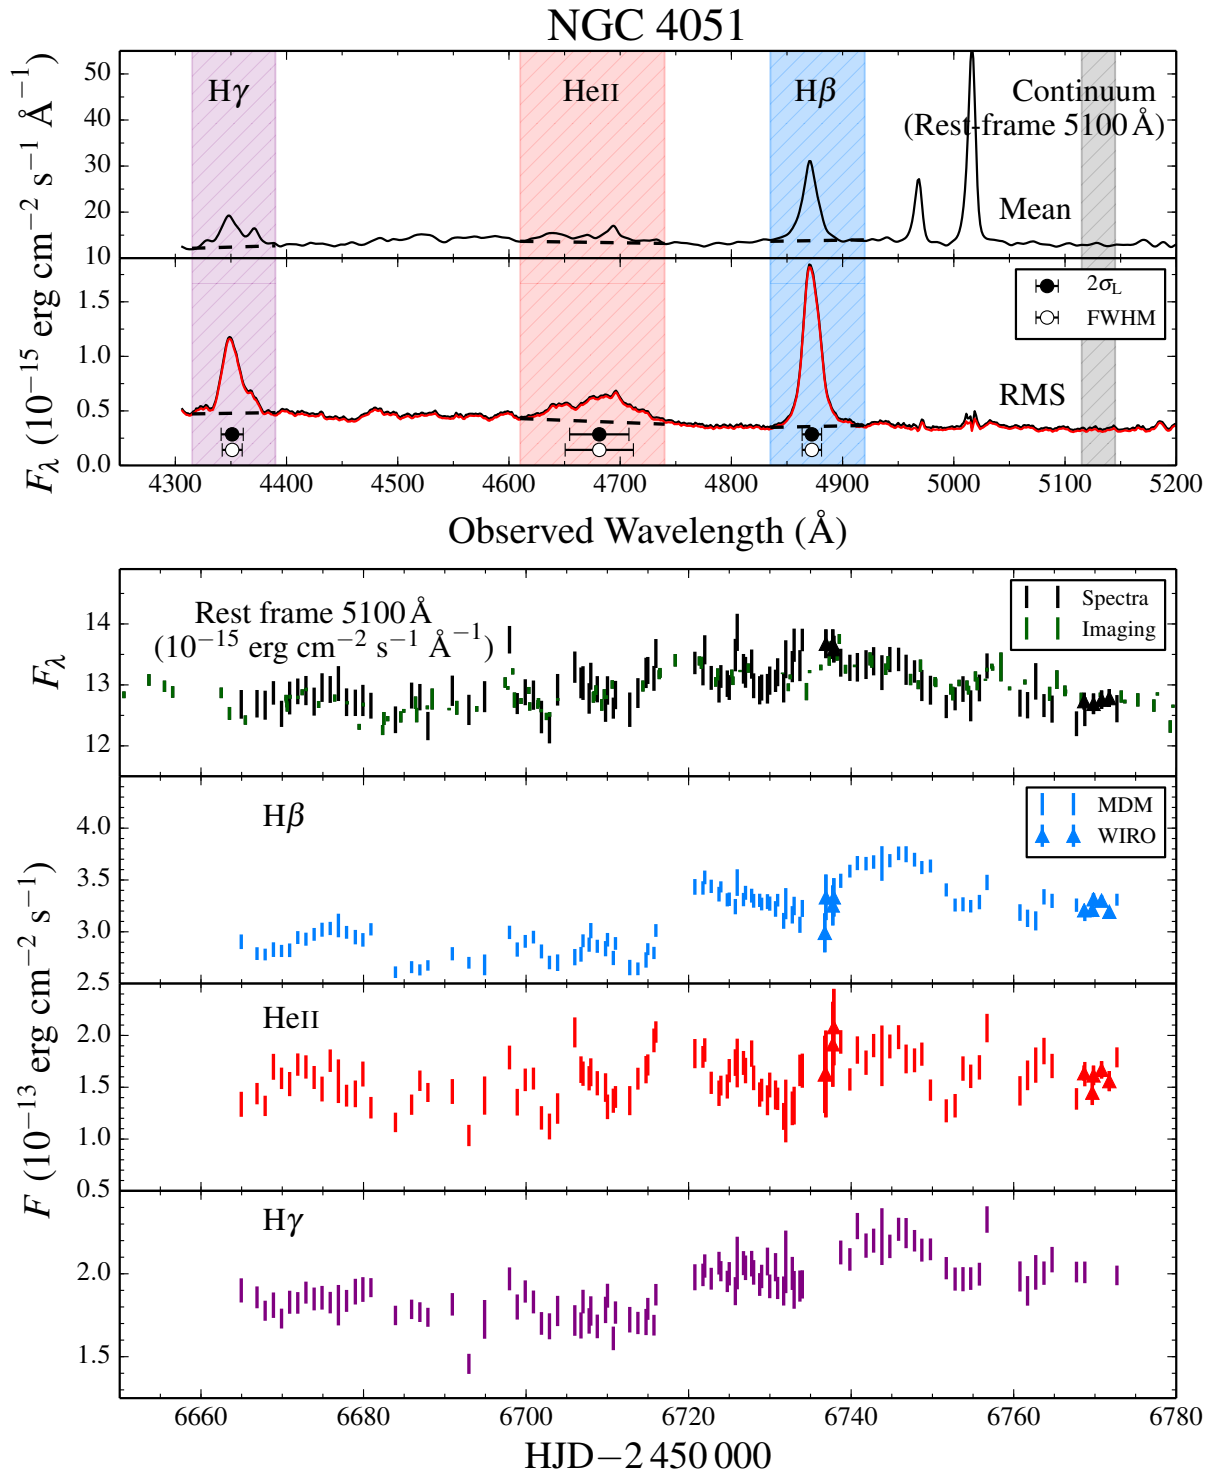 NGC 4051
Hγ HeII Hβ Continuum
(Rest-frame 5100 Å)
Mean
50
40
30
20
10
F_λ (10⁻¹⁵ erg cm⁻² s⁻¹ Å⁻¹)
2σ_L
FWHM
RMS
1.5
1.0
0.5
0.0
4300 4400 4500 4600 4700 4800 4900 5000 5100 5200
Observed Wavelength (Å)
Rest frame 5100 Å
(10⁻¹⁵ erg cm⁻² s⁻¹ Å⁻¹)
Spectra
Imaging
F_λ
14
13
12
Hβ
MDM
WIRO
4.0
3.5
3.0
2.5
HeII
2.5
2.0
1.5
1.0
0.5
F (10⁻¹³ erg cm⁻² s⁻¹)
Hγ
2.0
1.5
6660 6680 6700 6720 6740 6760 6780
HJD−2 450 000